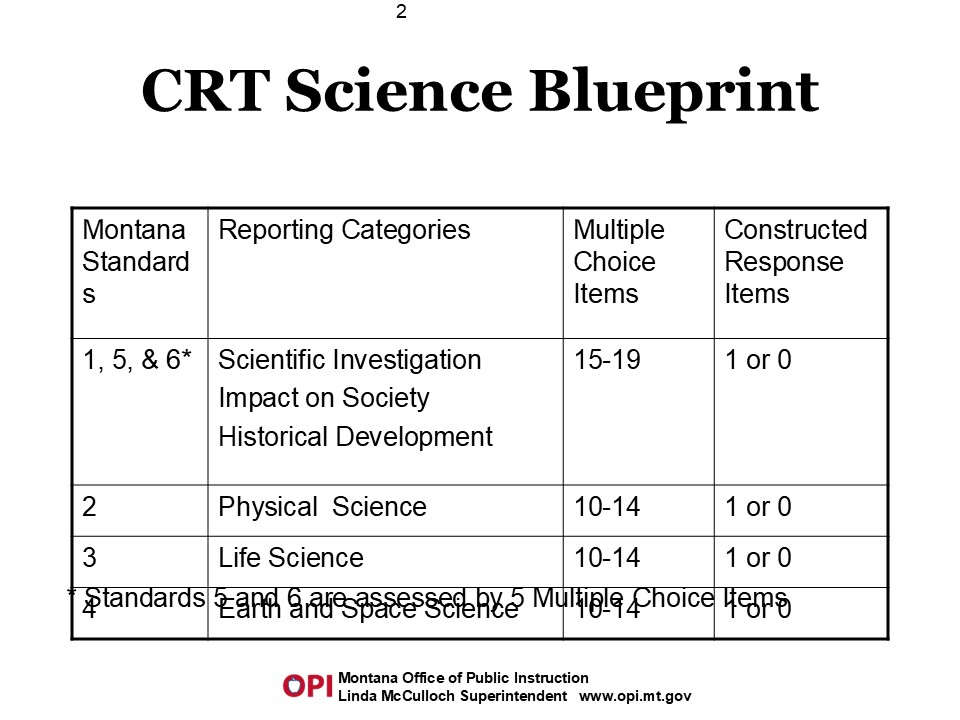 2
CRT Science Blueprint
Montana Standards Reporting Categories Multiple Choice Items Constructed Response Items
1, 5, & 6* Scientific Investigation 15-19 1 or 0
Impact on Society
Historical Development
2 Physical Science 10-14 1 or 0
3 Life Science 10-14 1 or 0
* Standards 5 and 6 are assessed by 5 Multiple Choice Items
4 Earth and Space Science 10-14 1 or 0
OPI Montana Office of Public Instruction
Linda McCulloch Superintendent www.opi.mt.gov